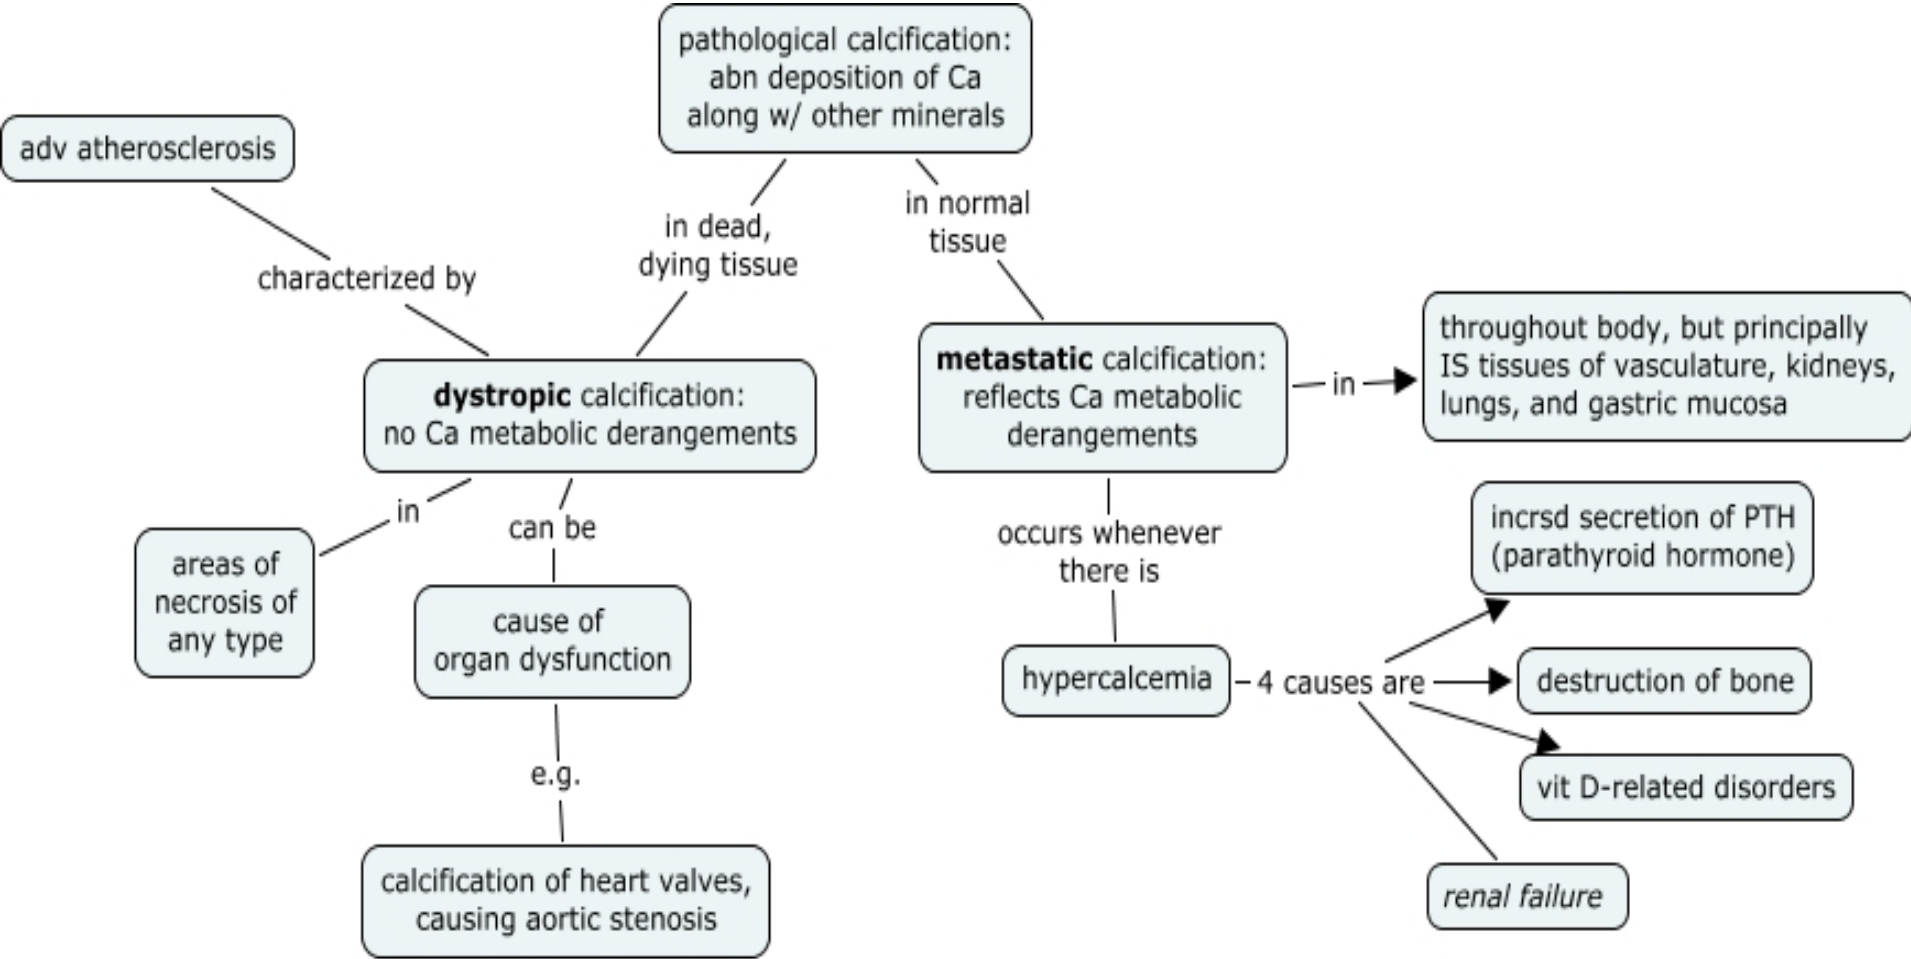 pathological calcification:
abn deposition of Ca
along w/ other minerals
adv atherosclerosis
characterized by
in dead,
dying tissue
in normal
tissue
dystropic calcification:
no Ca metabolic derangements
metastatic calcification:
reflects Ca metabolic
derangements
in
throughout body, but principally
IS tissues of vasculature, kidneys,
lungs, and gastric mucosa
in
areas of
necrosis of
any type
can be
cause of
organ dysfunction
e.g.
calcification of heart valves,
causing aortic stenosis
occurs whenever
there is
hypercalcemia
4 causes are
incrsd secretion of PTH
(parathyroid hormone)
destruction of bone
vit D-related disorders
renal failure